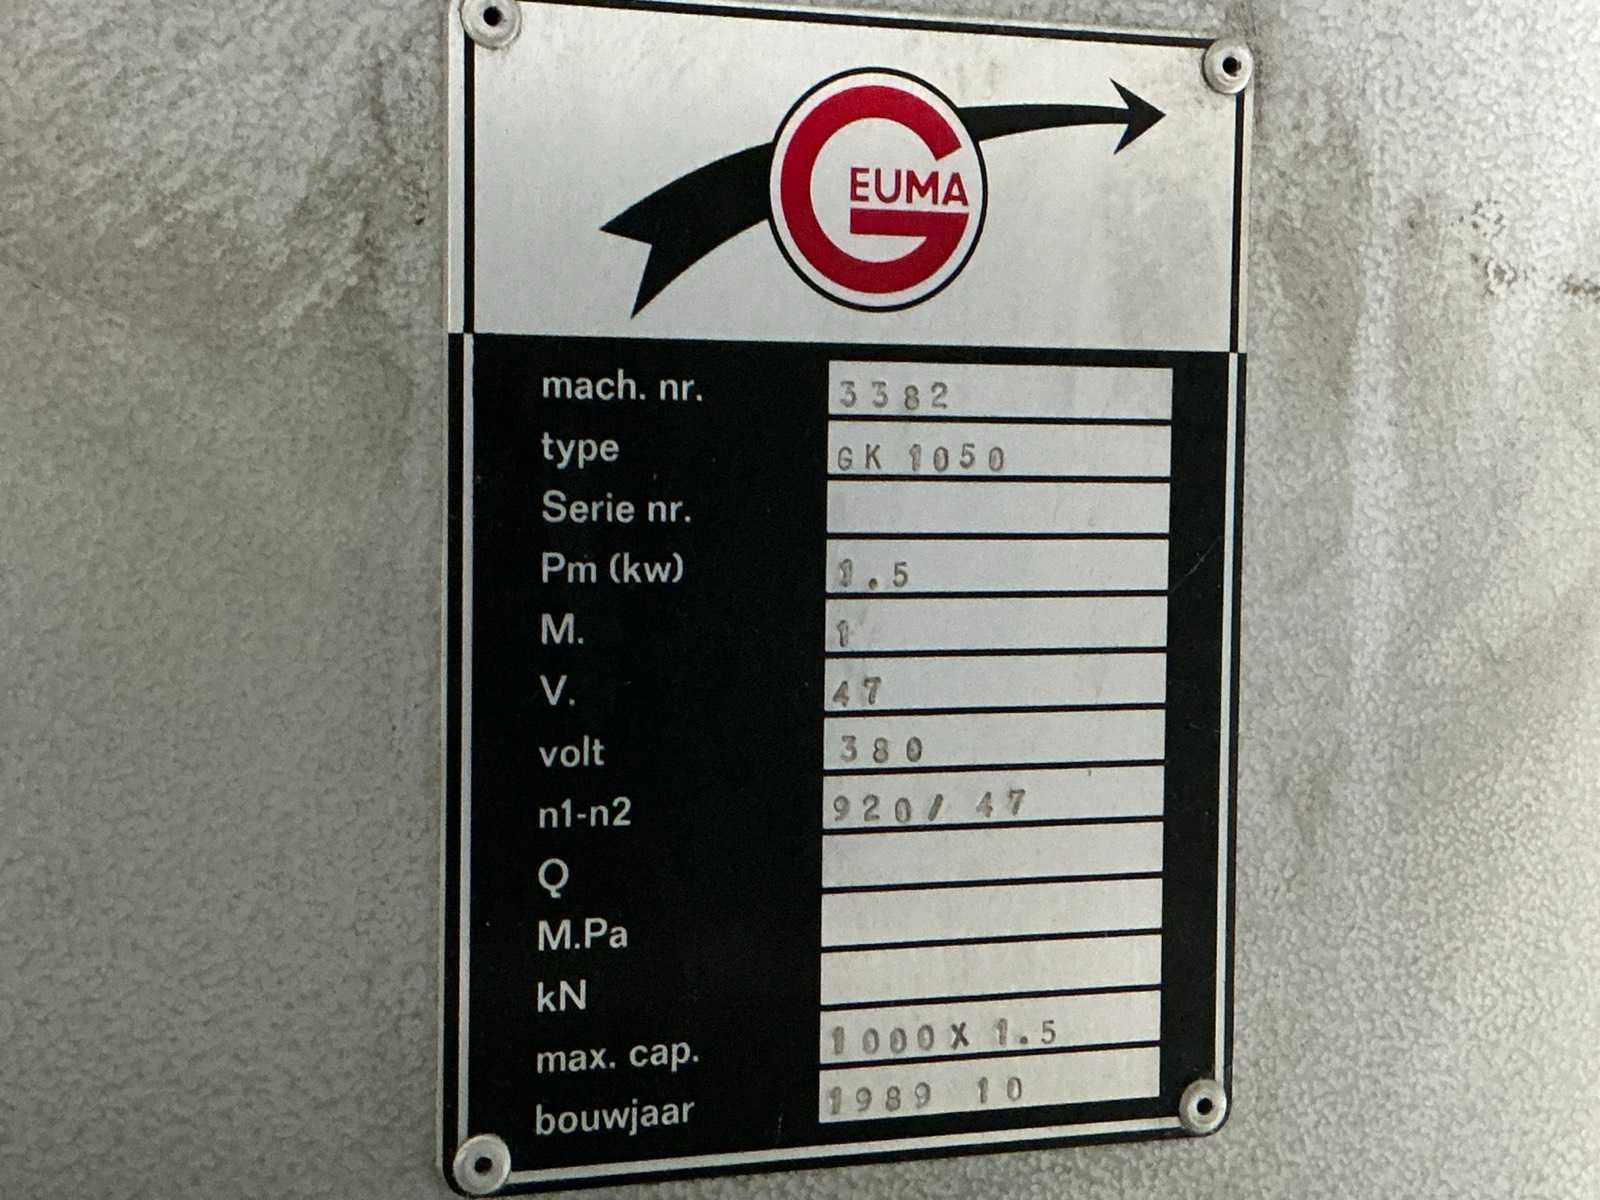 GEUMA
mach. nr. 3382
type GK 1050
Serie nr.
Pm (kw) 1.5
M. 1
V. 47
volt 380
n1-n2 920/ 47
Q
M.Pa
kN
max. cap. 1000X 1.5
bouwjaar 1989 10